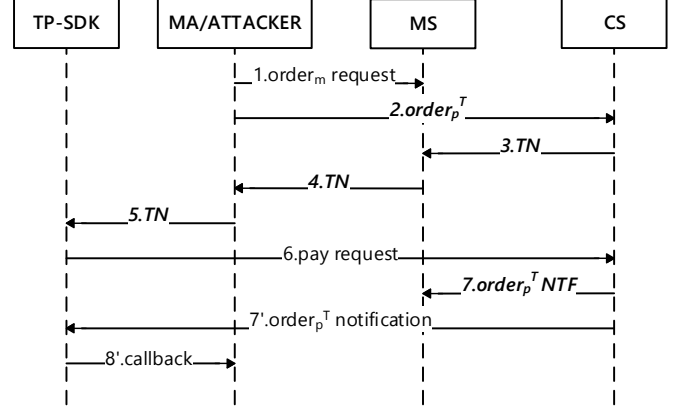 TP-SDK MA/ATTACKER MS CS
1.orderₘ request
2.orderₚᵀ
3.TN
4.TN
5.TN
6.pay request
7.orderₚᵀ NTF
7'.orderₚᵀ notification
8'.callback